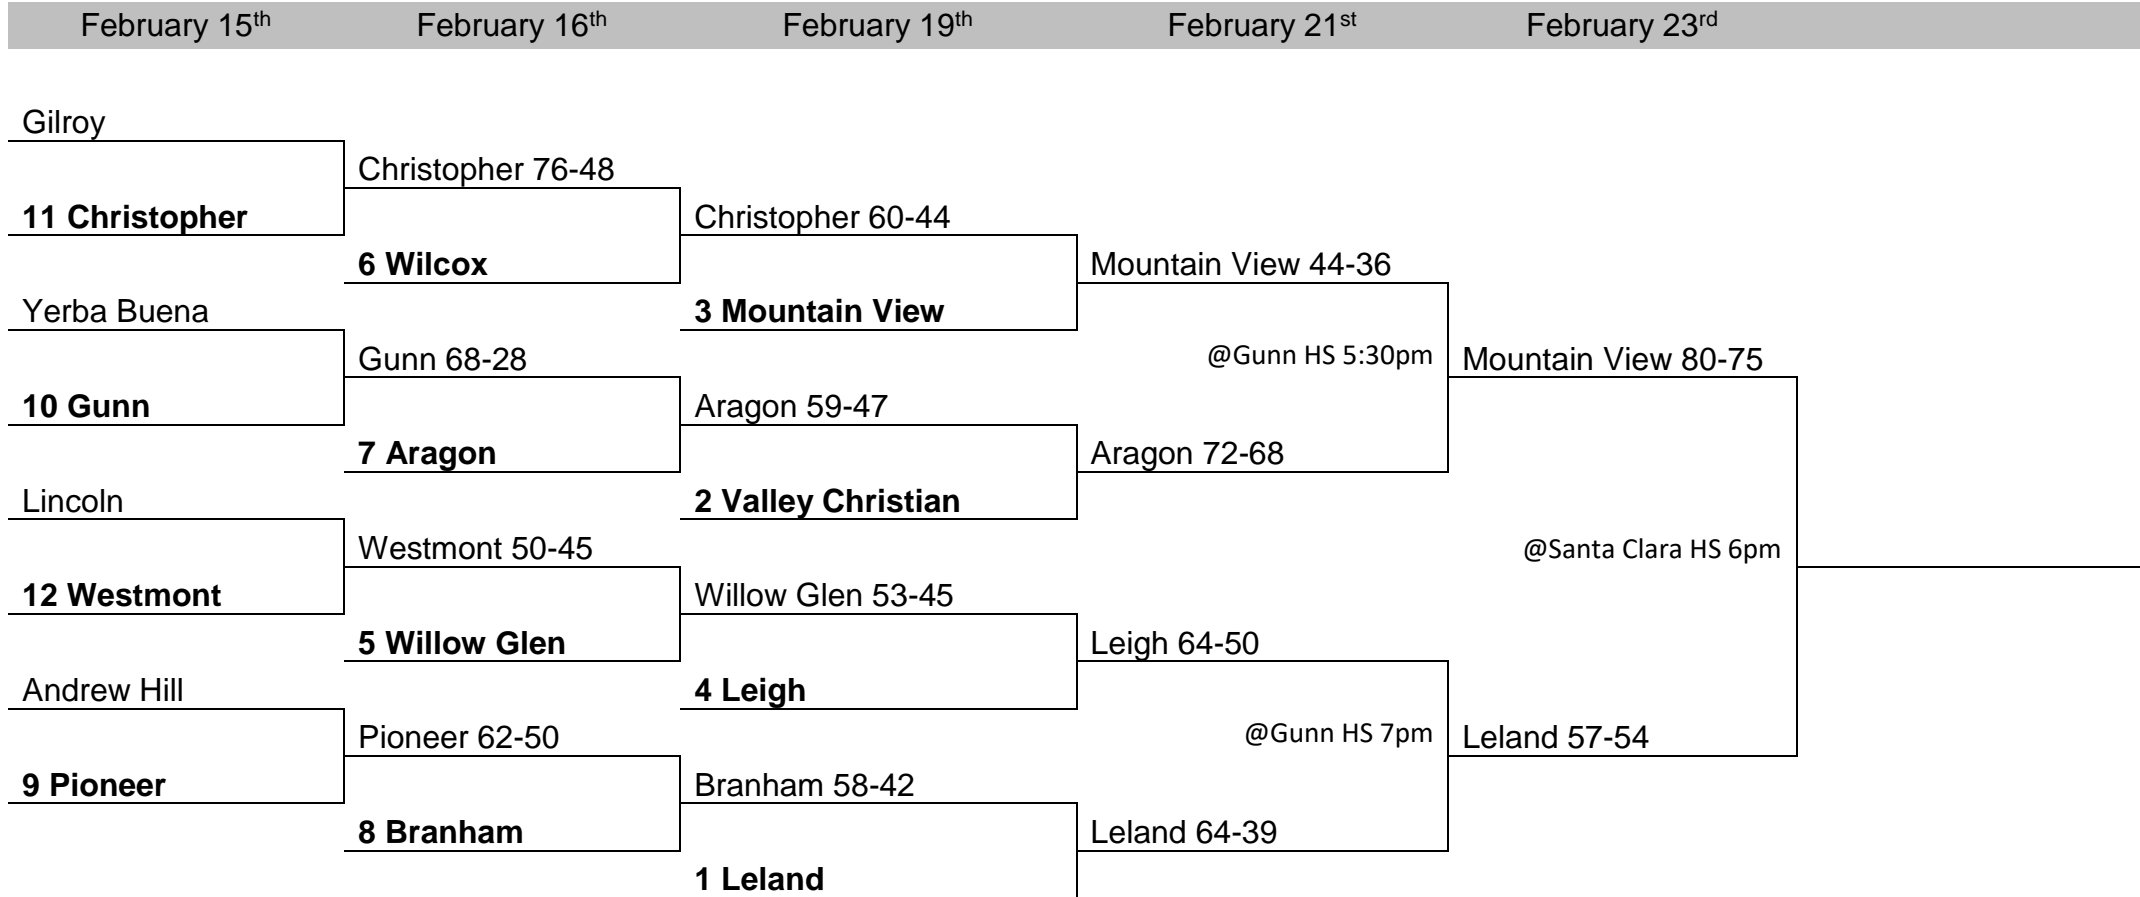 February 15th February 16th February 19th February 21st February 23rd
Gilroy
Christopher 76-48
11 Christopher Christopher 60-44
6 Wilcox Mountain View 44-36
Yerba Buena 3 Mountain View
Gunn 68-28 @Gunn HS 5:30pm Mountain View 80-75
10 Gunn Aragon 59-47
7 Aragon Aragon 72-68
Lincoln 2 Valley Christian
Westmont 50-45 @Santa Clara HS 6pm
12 Westmont Willow Glen 53-45
5 Willow Glen Leigh 64-50
Andrew Hill 4 Leigh
Pioneer 62-50 @Gunn HS 7pm Leland 57-54
9 Pioneer Branham 58-42
8 Branham Leland 64-39
1 Leland